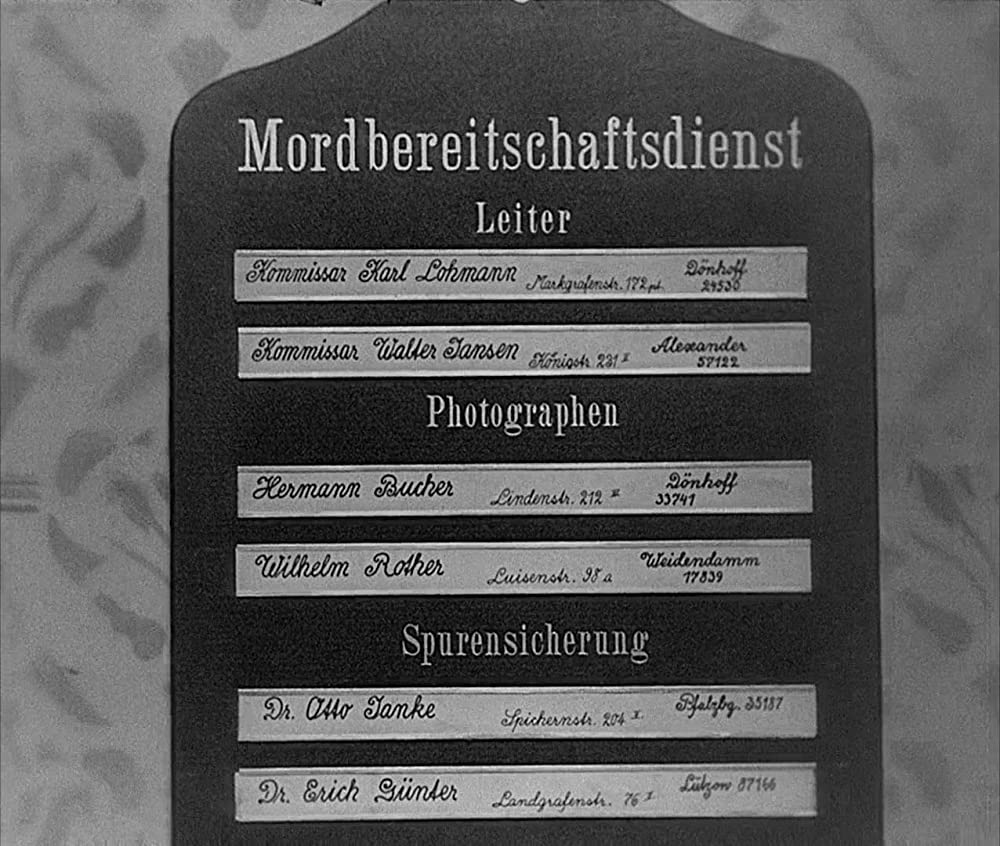 Mordbereitschaftsdienst
Leiter
Kommissar Karl Lohmann Markgrafenstr. 172 pt. Dönhoff
24530
Kommissar Walter Jansen Königstr. 231 II Alexander
57122
Photographen
Hermann Bucher Lindenstr. 212 III Dönhoff
33741
Wilhelm Rother Luisenstr. 98 a Weidendamm
17839
Spurensicherung
Dr. Otto Janke Spichernstr. 204 I. Pfalzbg. 35187
Dr. Erich Günter Landgrafenstr. 76 I Lützow 87166